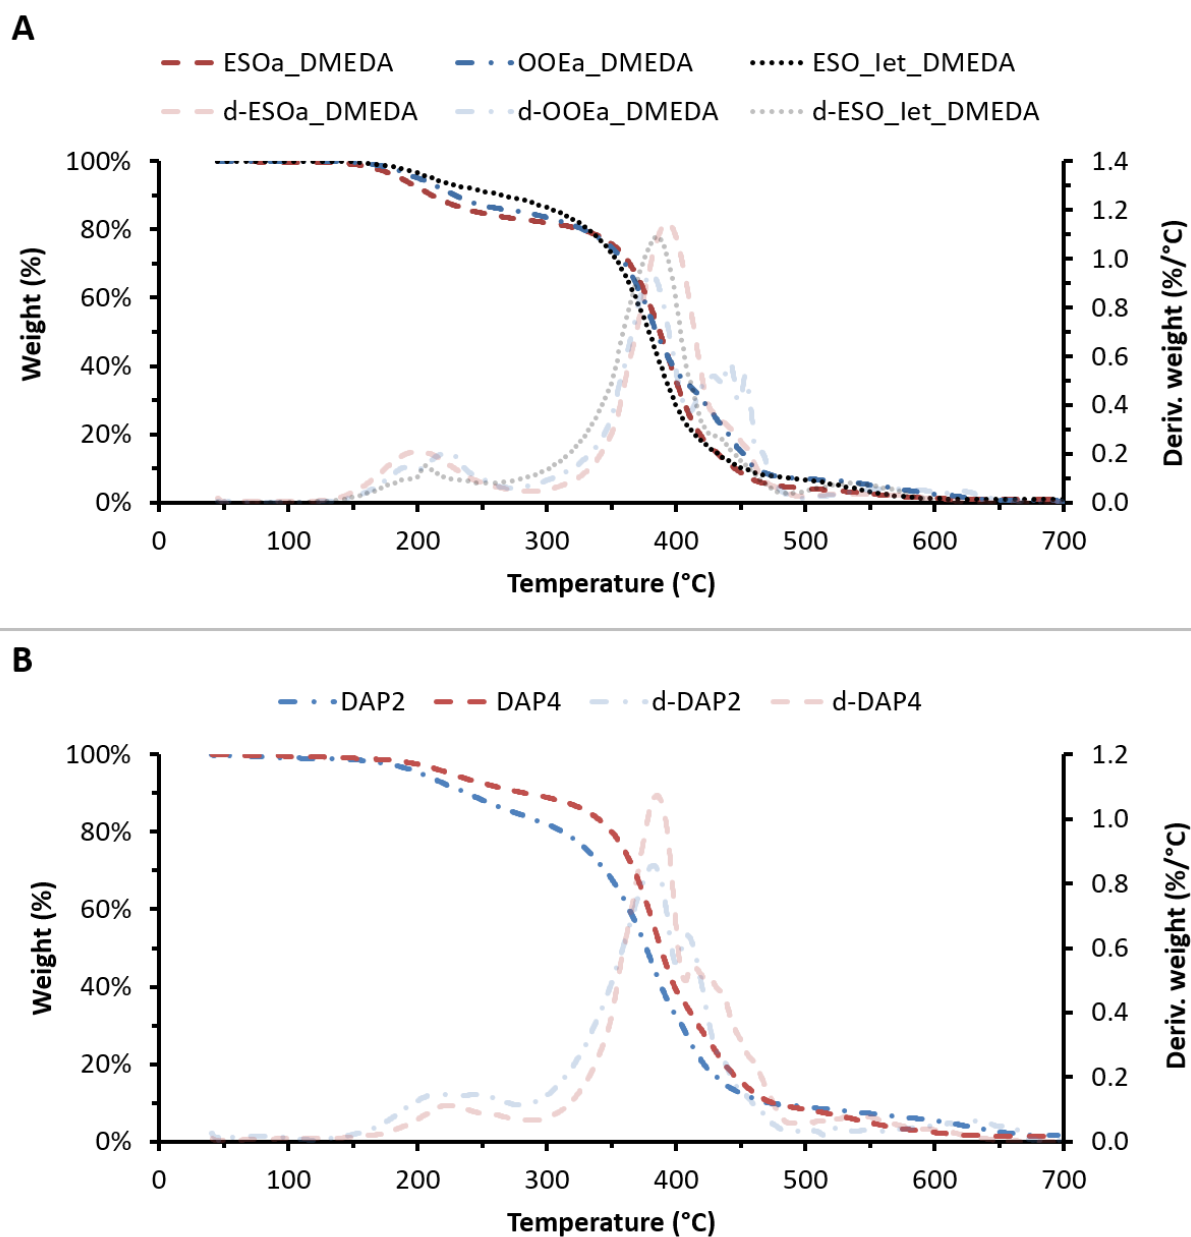 A
ESOa_DMEDA OOEa_DMEDA ESO_Iet_DMEDA
d-ESOa_DMEDA d-OOEa_DMEDA d-ESO_Iet_DMEDA
100% 1.4
1.2
80%
1.0
60%
0.8
0.6
40%
0.4
20%
0.2
0% 0.0
0 100 200 300 400 500 600 700
Weight (%)
Deriv. weight (%/°C)
Temperature (°C)
B
DAP2 DAP4 d-DAP2 d-DAP4
100% 1.2
1.0
80%
0.8
60%
0.6
40%
0.4
20% 0.2
0% 0.0
0 100 200 300 400 500 600 700
Weight (%)
Deriv. weight (%/°C)
Temperature (°C)